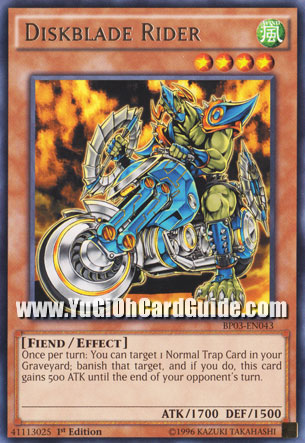 DISKBLADE RIDER
WIND
風
www.YuGiOhCardGuide.com
BP03-EN043
[FIEND / EFFECT]
Once per turn: You can target 1 Normal Trap Card in your
Graveyard; banish that target, and if you do, this card
gains 500 ATK until the end of your opponent's turn.
ATK/1700 DEF/1500
41113025 1st Edition ©1996 KAZUKI TAKAHASHI